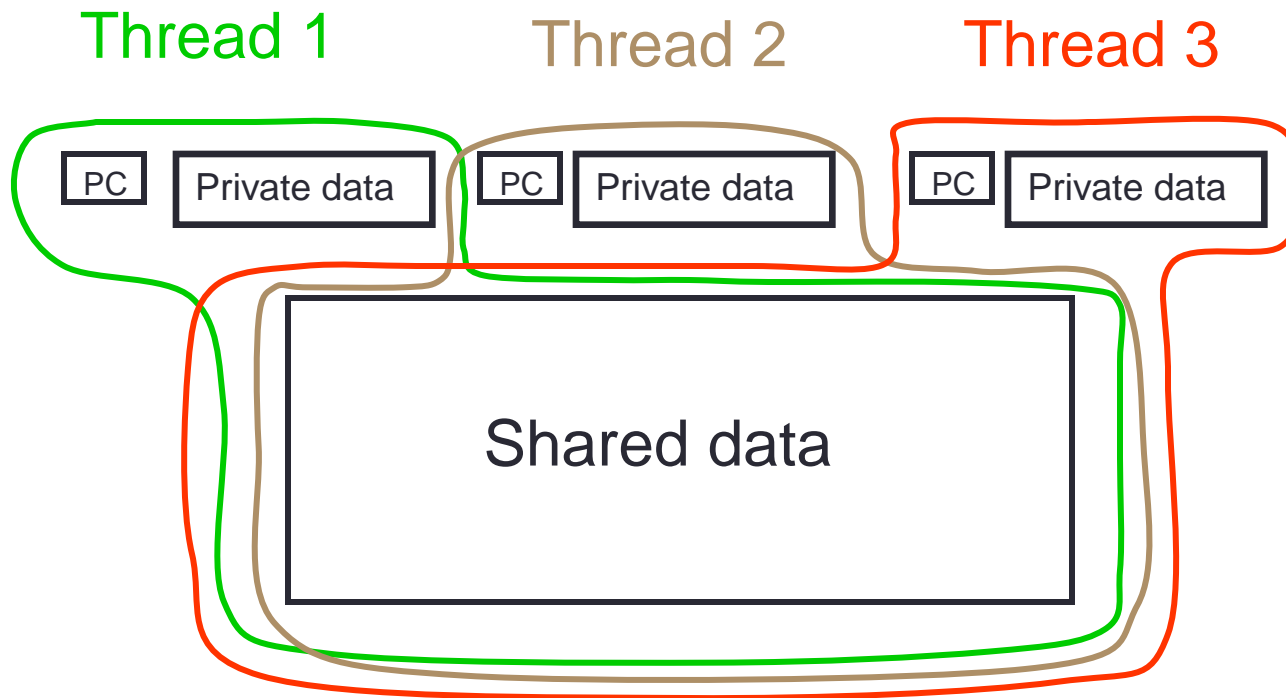 Thread 1 Thread 2 Thread 3
PC Private data PC Private data PC Private data
Shared data